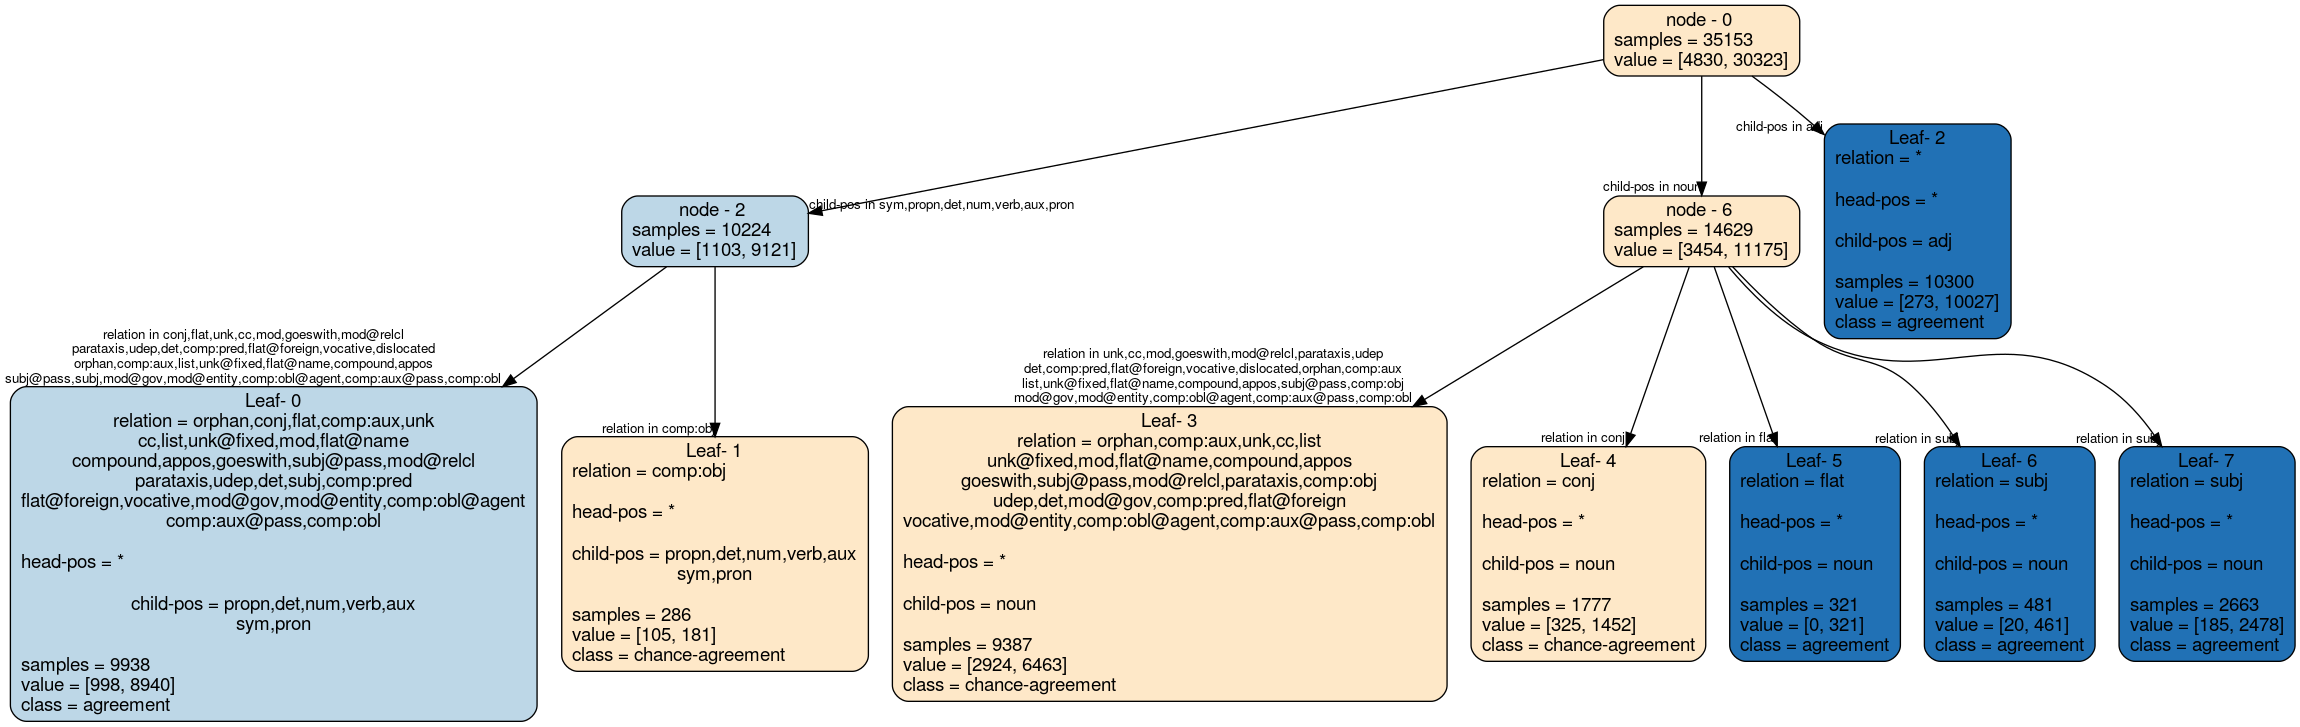 node - 0
samples = 35153
value = [4830, 30323]
child-pos in adj
Leaf- 2
relation = *
head-pos = *
child-pos = adj
samples = 10300
value = [273, 10027]
class = agreement
child-pos in sym,propn,det,num,verb,aux,pron
node - 2
samples = 10224
value = [1103, 9121]
child-pos in noun
node - 6
samples = 14629
value = [3454, 11175]
relation in conj,flat,unk,cc,mod,goeswith,mod@relcl
parataxis,udep,det,comp:pred,flat@foreign,vocative,dislocated
orphan,comp:aux,list,unk@fixed,flat@name,compound,appos
subj@pass,subj,mod@gov,mod@entity,comp:obl@agent,comp:aux@pass,comp:obl
Leaf- 0
relation = orphan,conj,flat,comp:aux,unk
cc,list,unk@fixed,mod,flat@name
compound,appos,goeswith,subj@pass,mod@relcl
parataxis,udep,det,subj,comp:pred
flat@foreign,vocative,mod@gov,mod@entity,comp:obl@agent
comp:aux@pass,comp:obl
head-pos = *
child-pos = propn,det,num,verb,aux
sym,pron
samples = 9938
value = [998, 8940]
class = agreement
relation in comp:obj
Leaf- 1
relation = comp:obj
head-pos = *
child-pos = propn,det,num,verb,aux
sym,pron
samples = 286
value = [105, 181]
class = chance-agreement
relation in unk,cc,mod,goeswith,mod@relcl,parataxis,udep
det,comp:pred,flat@foreign,vocative,dislocated,orphan,comp:aux
list,unk@fixed,flat@name,compound,appos,subj@pass,comp:obj
mod@gov,mod@entity,comp:obl@agent,comp:aux@pass,comp:obl
Leaf- 3
relation = orphan,comp:aux,unk,cc,list
unk@fixed,mod,flat@name,compound,appos
goeswith,subj@pass,mod@relcl,parataxis,comp:obj
udep,det,mod@gov,comp:pred,flat@foreign
vocative,mod@entity,comp:obl@agent,comp:aux@pass,comp:obl
head-pos = *
child-pos = noun
samples = 9387
value = [2924, 6463]
class = chance-agreement
relation in conj
Leaf- 4
relation = conj
head-pos = *
child-pos = noun
samples = 1777
value = [325, 1452]
class = chance-agreement
relation in flat
Leaf- 5
relation = flat
head-pos = *
child-pos = noun
samples = 321
value = [0, 321]
class = agreement
relation in subj
Leaf- 6
relation = subj
head-pos = *
child-pos = noun
samples = 481
value = [20, 461]
class = agreement
relation in subj
Leaf- 7
relation = subj
head-pos = *
child-pos = noun
samples = 2663
value = [185, 2478]
class = agreement